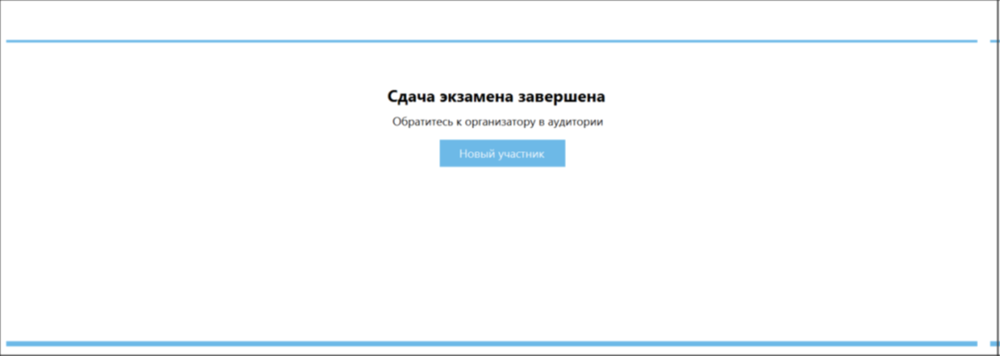 Сдача экзамена завершена
Обратитесь к организатору в аудитории
Новый участник